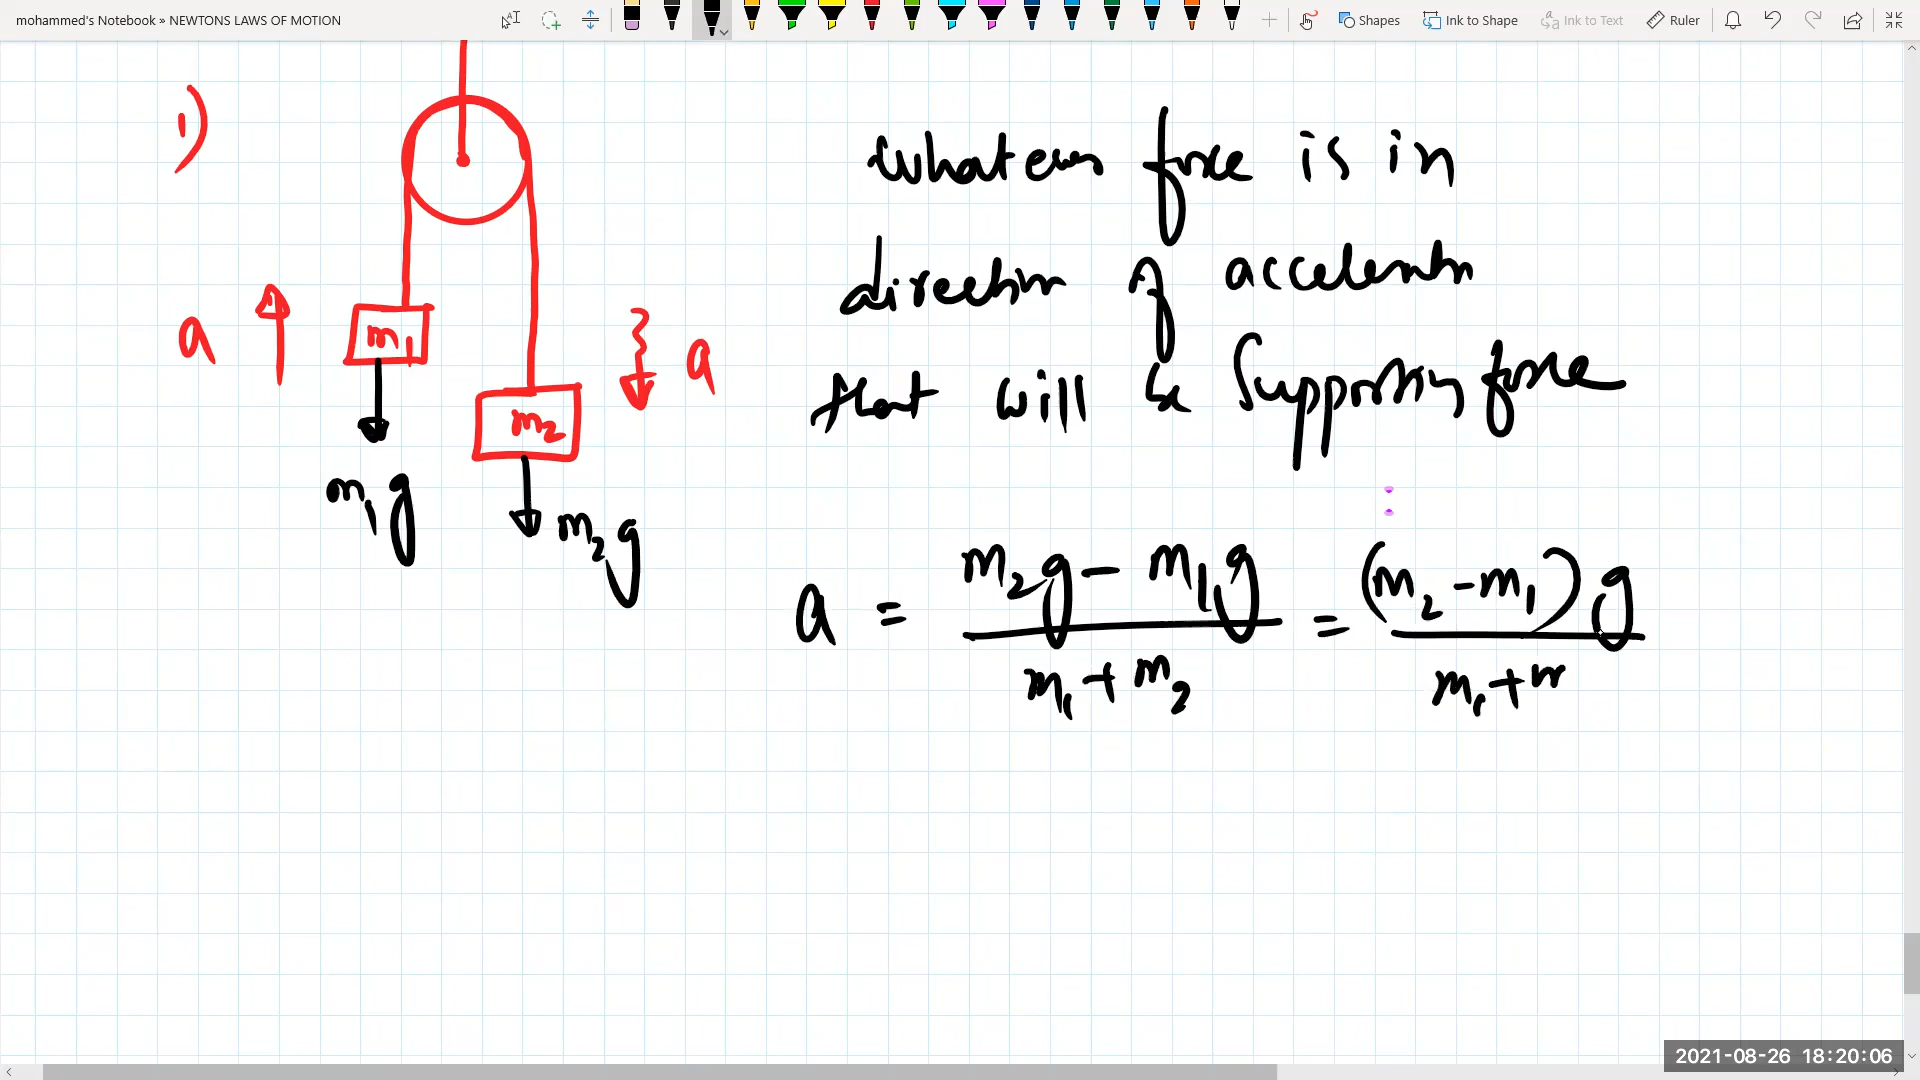 mohammed's Notebook » NEWTONS LAWS OF MOTION
Shapes
Ink to Shape
Ink to Text
Ruler
1)
a
m₁
m₂
a
m₁g
m₂g
whatever force is in
direction of acceleratn
that will be Supporting force
a = m₂g - m₁g / m₁ + m₂ = (m₂ - m₁) g / m₁ + m
2021-08-26 18:20:06